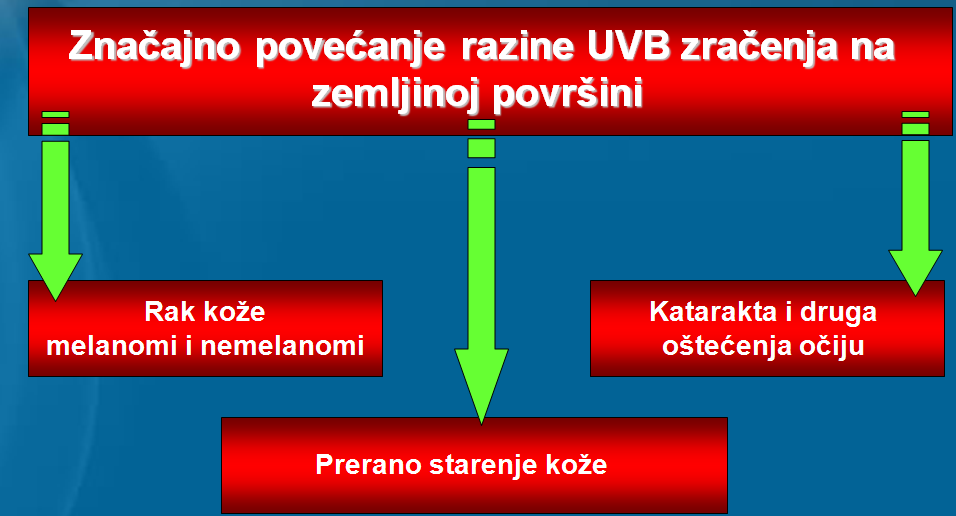 Značajno povećanje razine UVB zračenja na
zemljinoj površini
Rak kože
melanomi i nemelanomi
Katarakta i druga
oštećenja očiju
Prerano starenje kože